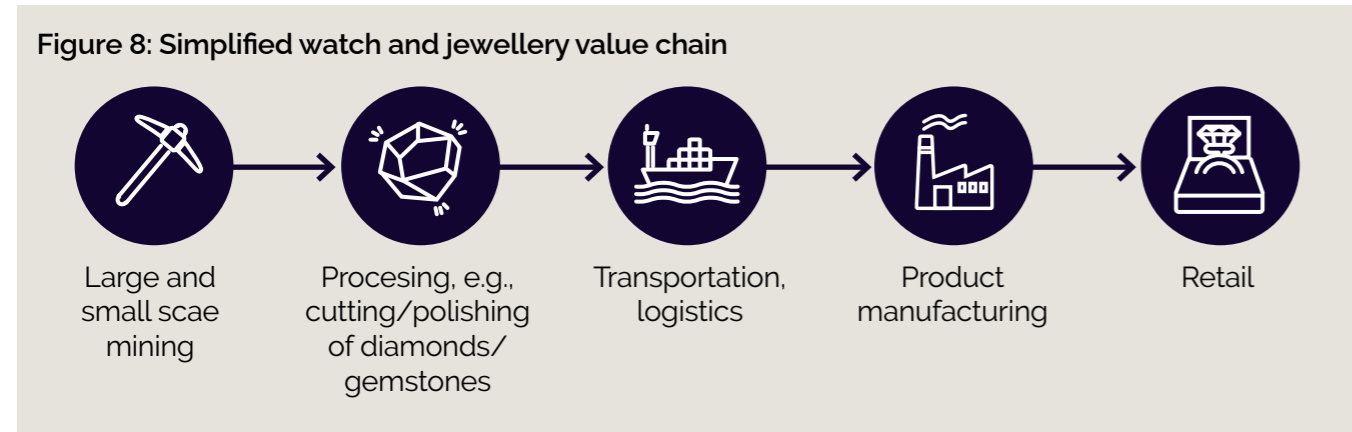 Figure 8: Simplified watch and jewellery value chain
Large and
small scae
mining
Procesing, e.g.,
cutting/polishing
of diamonds/
gemstones
Transportation,
logistics
Product
manufacturing
Retail